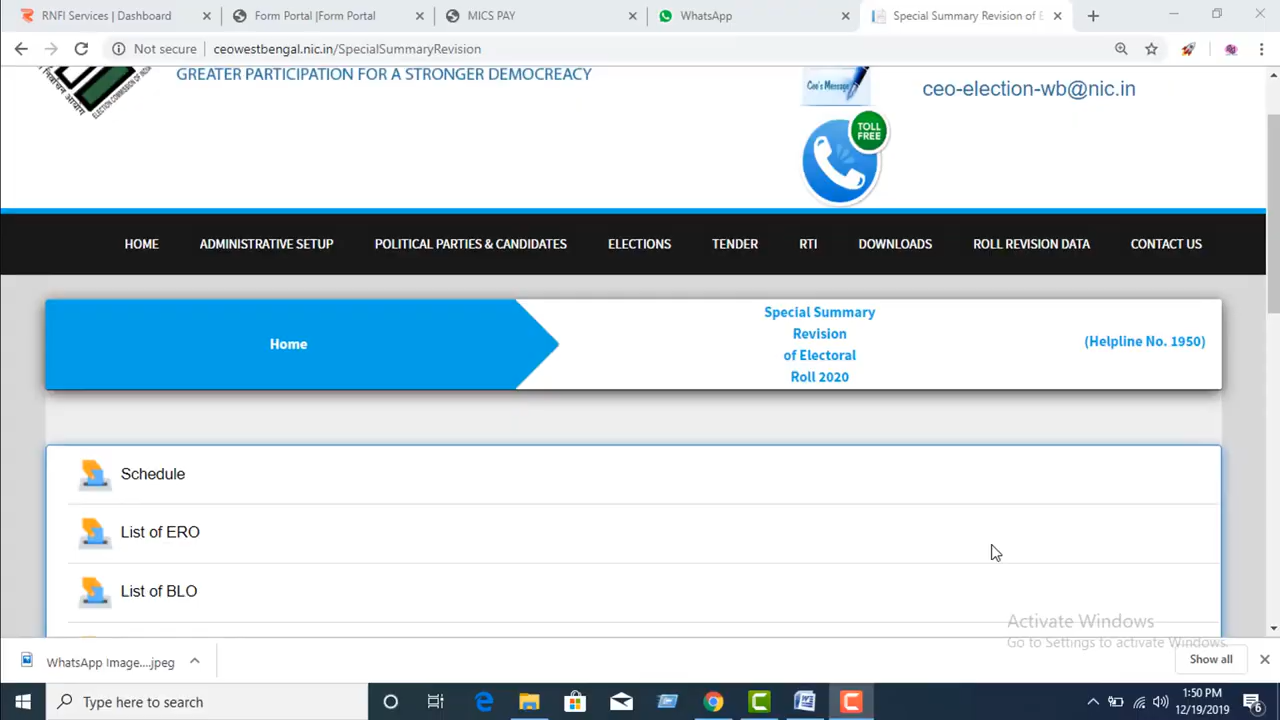 RNFI Services | Dashboard
Form Portal |Form Portal
MICS PAY
WhatsApp
Special Summary Revision of E
Not secure
ceowestbengal.nic.in/SpecialSummaryRevision
GREATER PARTICIPATION FOR A STRONGER DEMOCREACY
Ceo's Message
ceo-election-wb@nic.in
TOLL
FREE
HOME
ADMINISTRATIVE SETUP
POLITICAL PARTIES & CANDIDATES
ELECTIONS
TENDER
RTI
DOWNLOADS
ROLL REVISION DATA
CONTACT US
Home
Special Summary
Revision
of Electoral
Roll 2020
(Helpline No. 1950)
Schedule
List of ERO
List of BLO
Activate Windows
Go to Settings to activate Windows.
WhatsApp Image....jpeg
Show all
Type here to search
1:50 PM
12/19/2019
6